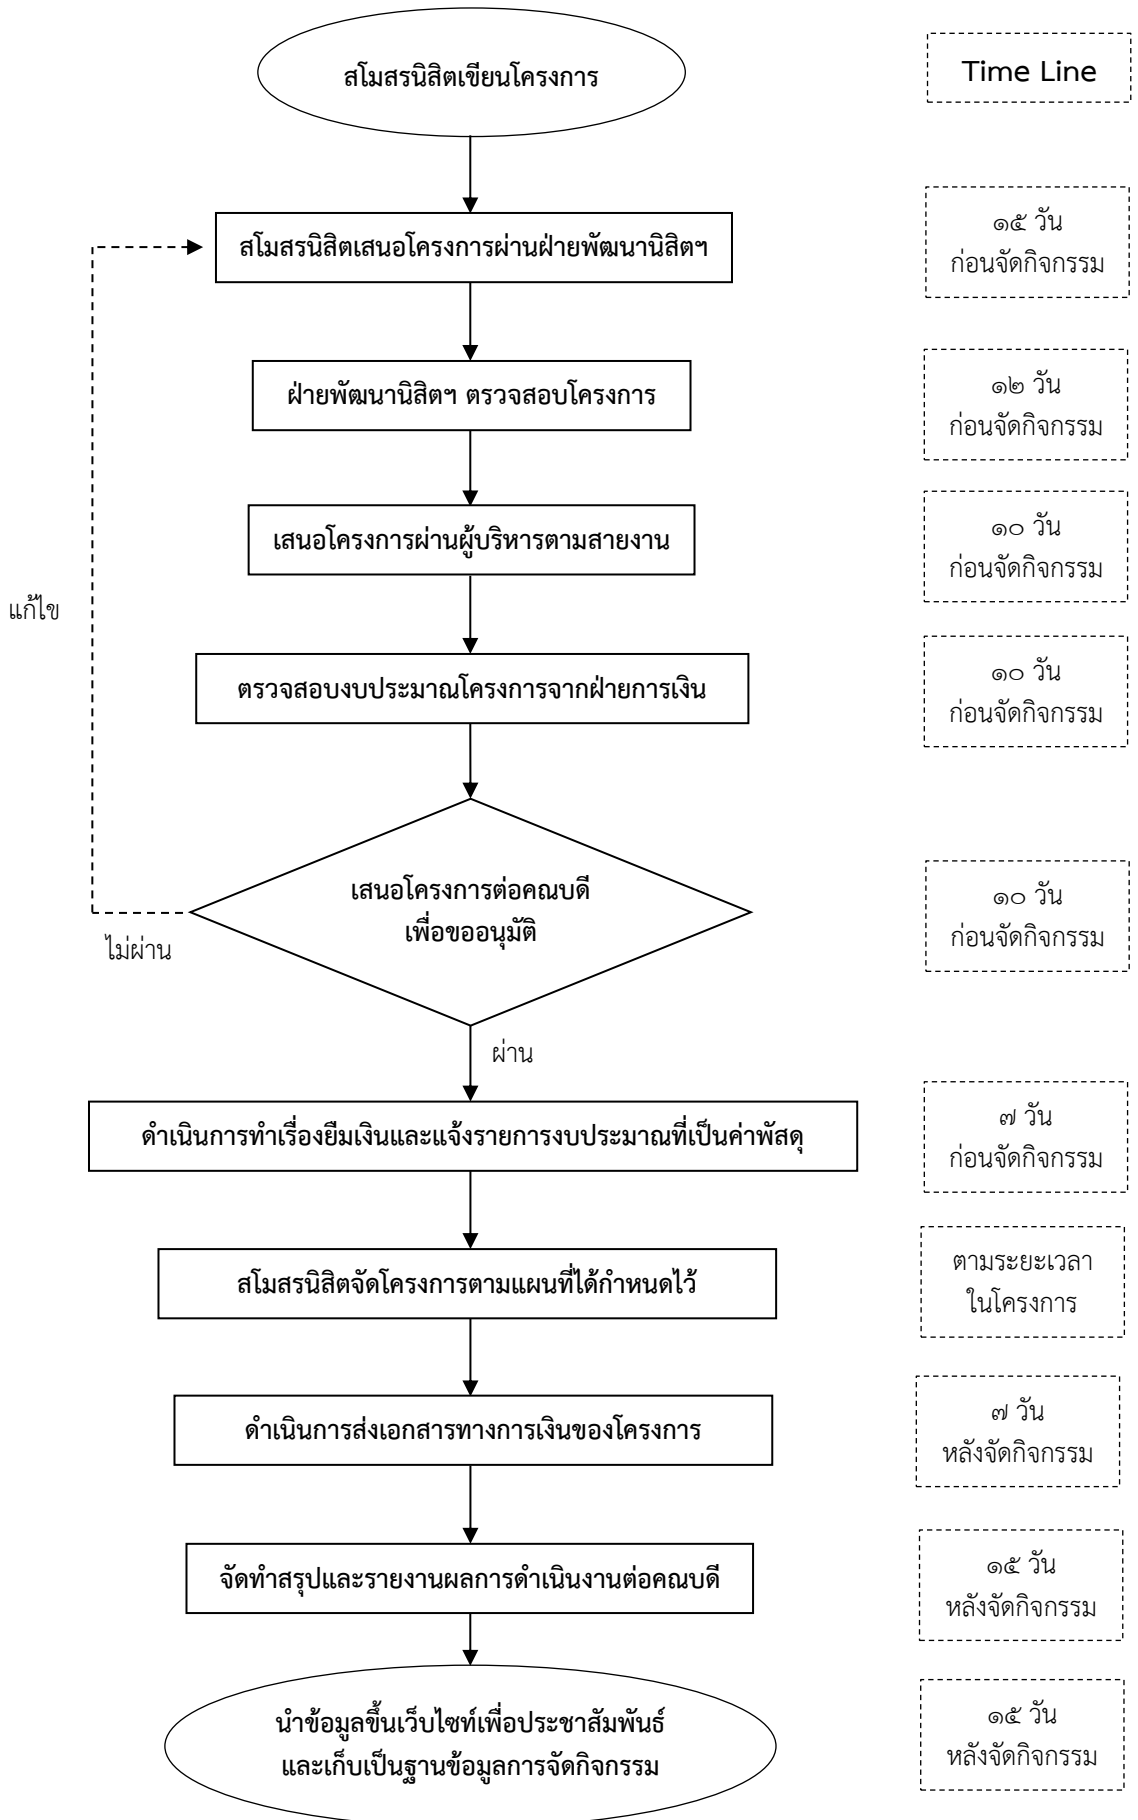 สโมสรนิสิตเขียนโครงการ
Time Line
สโมสรนิสิตเสนอโครงการผ่านฝ่ายพัฒนานิสิตฯ
๑๕ วัน
ก่อนจัดกิจกรรม
ฝ่ายพัฒนานิสิตฯ ตรวจสอบโครงการ
๑๒ วัน
ก่อนจัดกิจกรรม
เสนอโครงการผ่านผู้บริหารตามสายงาน
๑๐ วัน
ก่อนจัดกิจกรรม
แก้ไข
ตรวจสอบงบประมาณโครงการจากฝ่ายการเงิน
๑๐ วัน
ก่อนจัดกิจกรรม
เสนอโครงการต่อคณบดี
เพื่อขออนุมัติ
๑๐ วัน
ก่อนจัดกิจกรรม
ไม่ผ่าน
ผ่าน
ดำเนินการทำเรื่องยืมเงินและแจ้งรายการงบประมาณที่เป็นค่าพัสดุ
๗ วัน
ก่อนจัดกิจกรรม
สโมสรนิสิตจัดโครงการตามแผนที่ได้กำหนดไว้
ตามระยะเวลา
ในโครงการ
ดำเนินการส่งเอกสารทางการเงินของโครงการ
๗ วัน
หลังจัดกิจกรรม
จัดทำสรุปและรายงานผลการดำเนินงานต่อคณบดี
๑๕ วัน
หลังจัดกิจกรรม
นำข้อมูลขึ้นเว็บไซท์เพื่อประชาสัมพันธ์
และเก็บเป็นฐานข้อมูลการจัดกิจกรรม
๑๕ วัน
หลังจัดกิจกรรม